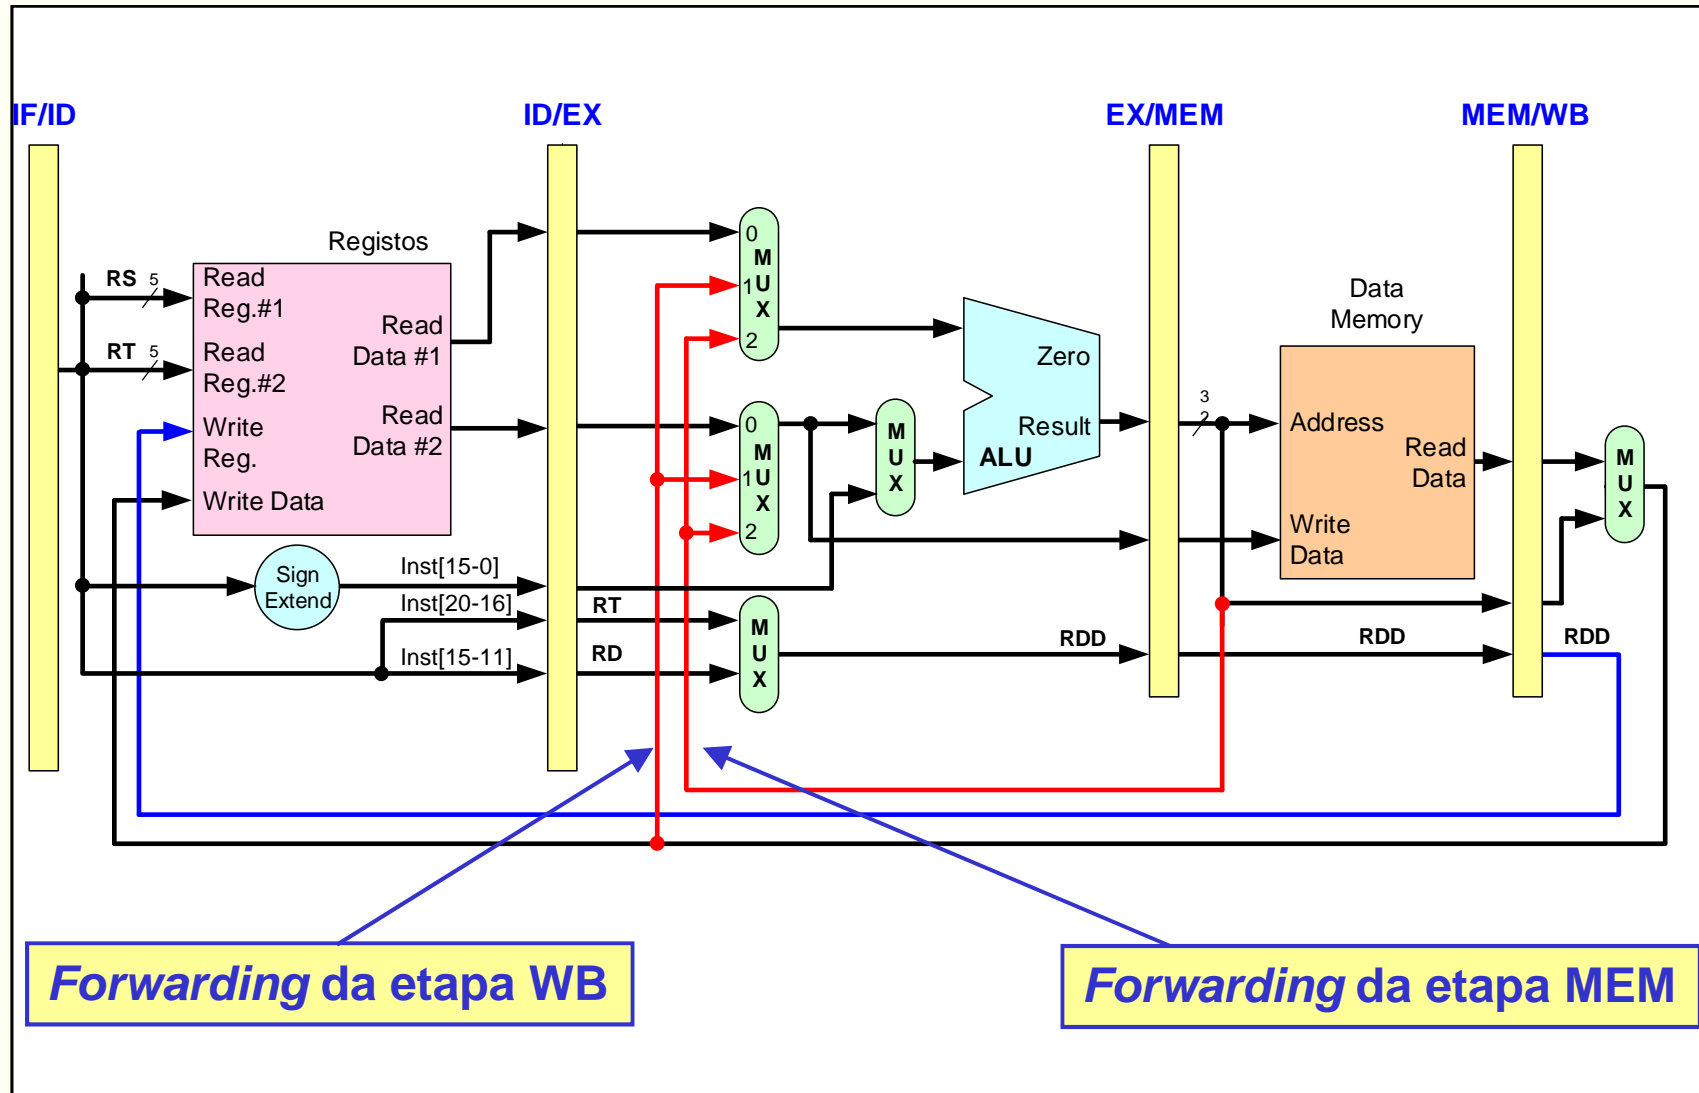 IF/ID
ID/EX
EX/MEM
MEM/WB
Registos
RS
5
Read
Reg.#1
RT
5
Read
Reg.#2
Write
Reg.
Write Data
Read
Data #1
Read
Data #2
Sign
Extend
Inst[15-0]
Inst[20-16]
Inst[15-11]
RT
RD
0
M
1 U
X
2
0
M
1 U
X
2
M
U
X
M
U
X
Zero
Result
ALU
RDD
3
2
Data
Memory
Address
Read
Data
Write
Data
RDD
RDD
M
U
X
Forwarding da etapa WB
Forwarding da etapa MEM